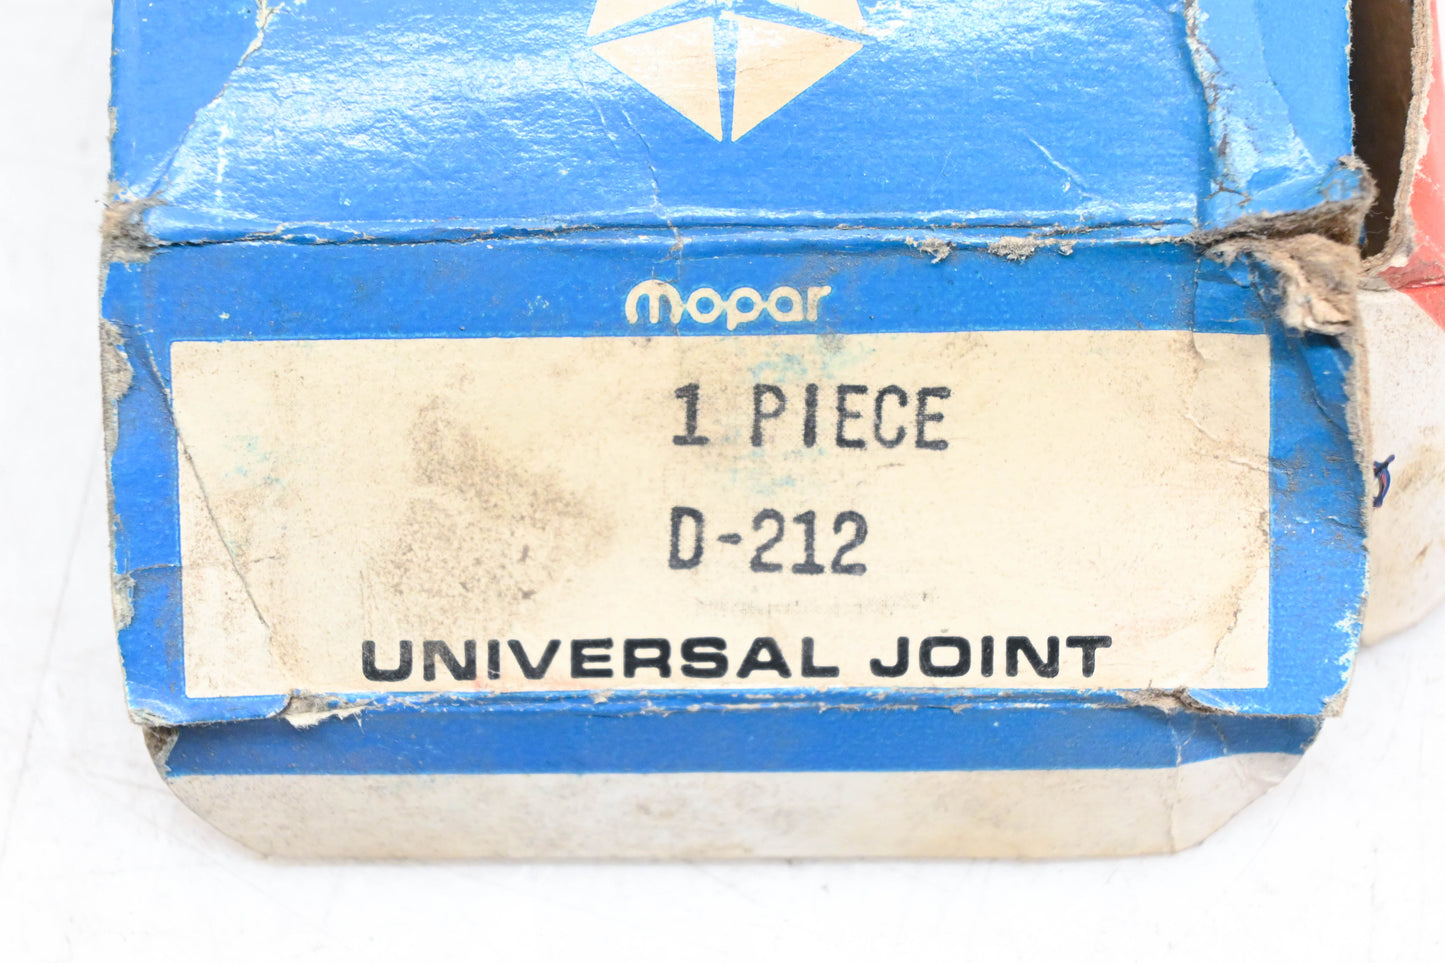 mopar
1 PIECE
D-212
UNIVERSAL JOINT